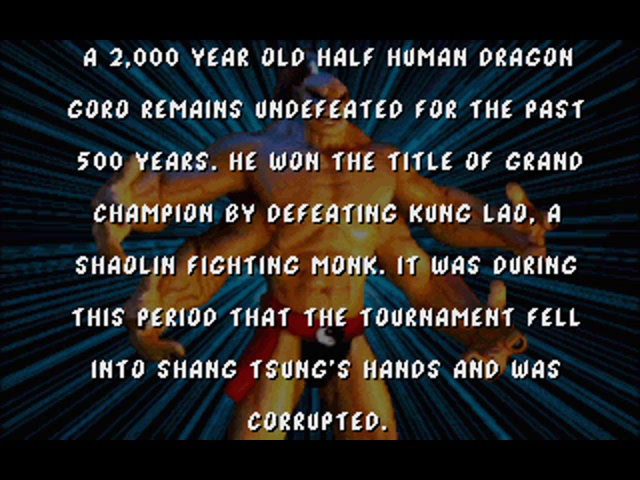 A 2,000 YEAR OLD HALF HUMAN DRAGON
GORO REMAINS UNDEFEATED FOR THE PAST
500 YEARS. HE WON THE TITLE OF GRAND
CHAMPION BY DEFEATING KUNG LAO, A
SHAOLIN FIGHTING MONK. IT WAS DURING
THIS PERIOD THAT THE TOURNAMENT FELL
INTO SHANG TSUNG'S HANDS AND WAS
CORRUPTED.